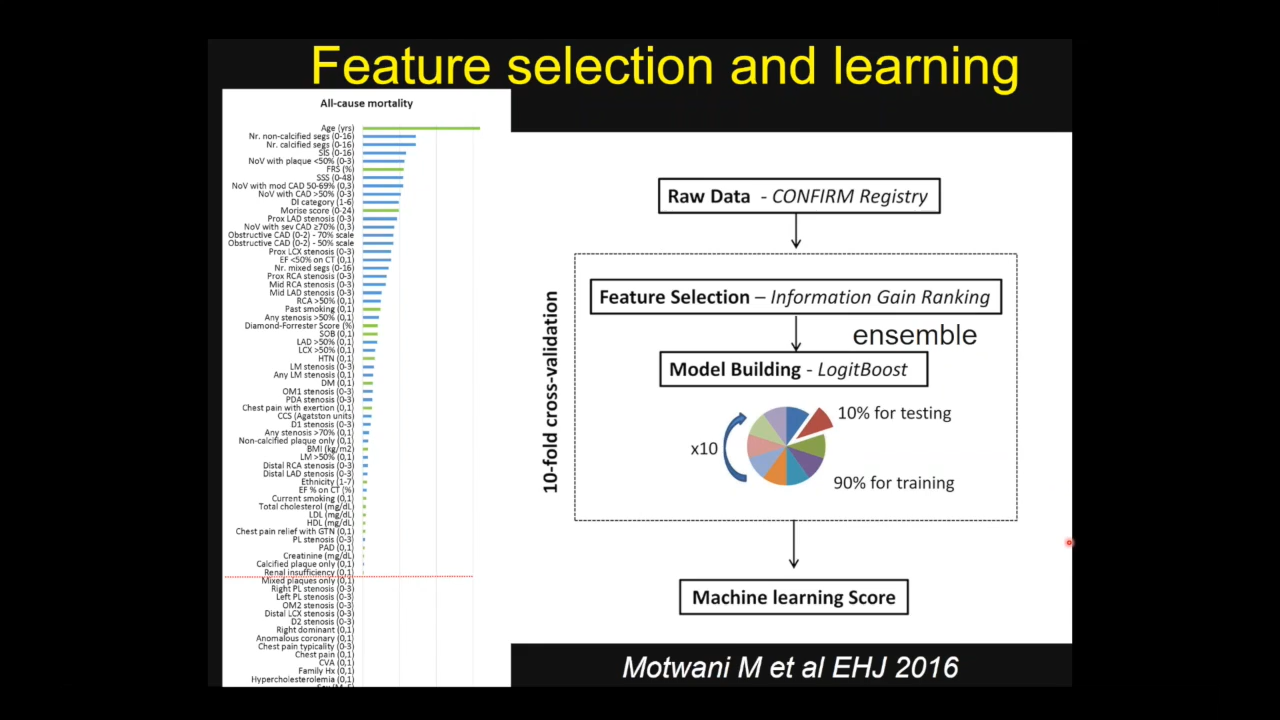 Feature selection and learning
All-cause mortality
Age (yrs)
Nr. non-calcified segs (0-16)
Nr. calcified segs (0-16)
SIS (0-16)
NoV with plaque <50% (0-3)
FRS (%)
SSS (0-48)
NoV with mod CAD 50-69% (0,3)
NoV with CAD >50% (0-3)
DI category (1-6)
Morise score (0-24)
Prox LAD stenosis (0-3)
NoV with sev CAD ≥70% (0,3)
Obstructive CAD (0-2) - 70% scale
Obstructive CAD (0-2) - 50% scale
Prox LCX stenosis (0-3)
EF <50% on CT (0,1)
Nr. mixed segs (0-16)
Prox RCA stenosis (0-3)
Mid RCA stenosis (0-3)
Mid LAD stenosis (0-3)
RCA >50% (0,1)
Past smoking (0,1)
Any stenosis >50% (0,1)
Diamond-Forrester Score (%)
SOB (0,1)
LAD >50% (0,1)
LCX >50% (0,1)
HTN (0,1)
LM stenosis (0-3)
Any LM stenosis (0,1)
DM (0,1)
OM1 stenosis (0-3)
PDA stenosis (0-3)
Chest pain with exertion (0,1)
CCS (Agatston units)
D1 stenosis (0-3)
Any stenosis >70% (0,1)
Non-calcified plaque only (0,1)
BMI (kg/m2)
LM >50% (0,1)
Distal RCA stenosis (0-3)
Distal LAD stenosis (0-3)
Ethnicity (1-7)
EF % on CT (%)
Current smoking (0,1)
Total cholesterol (mg/dL)
LDL (mg/dL)
HDL (mg/dL)
Chest pain relief with GTN (0,1)
PL stenosis (0-3)
PAD (0,1)
Creatinine (mg/dL)
Calcified plaque only (0,1)
Renal insufficiency (0,1)
Mixed plaques only (0,1)
Right PL stenosis (0-3)
Left PL stenosis (0-3)
OM2 stenosis (0-3)
Distal LCX stenosis (0-3)
D2 stenosis (0-3)
Right dominant (0,1)
Anomalous coronary (0,1)
Chest pain typicality (0-3)
Chest pain (0,1)
CVA (0,1)
Family Hx (0,1)
Hypercholesterolemia (0,1)
Raw Data - CONFIRM Registry
10-fold cross-validation
Feature Selection – Information Gain Ranking
ensemble
Model Building - LogitBoost
10% for testing
x10
90% for training
Machine learning Score
Motwani M et al EHJ 2016